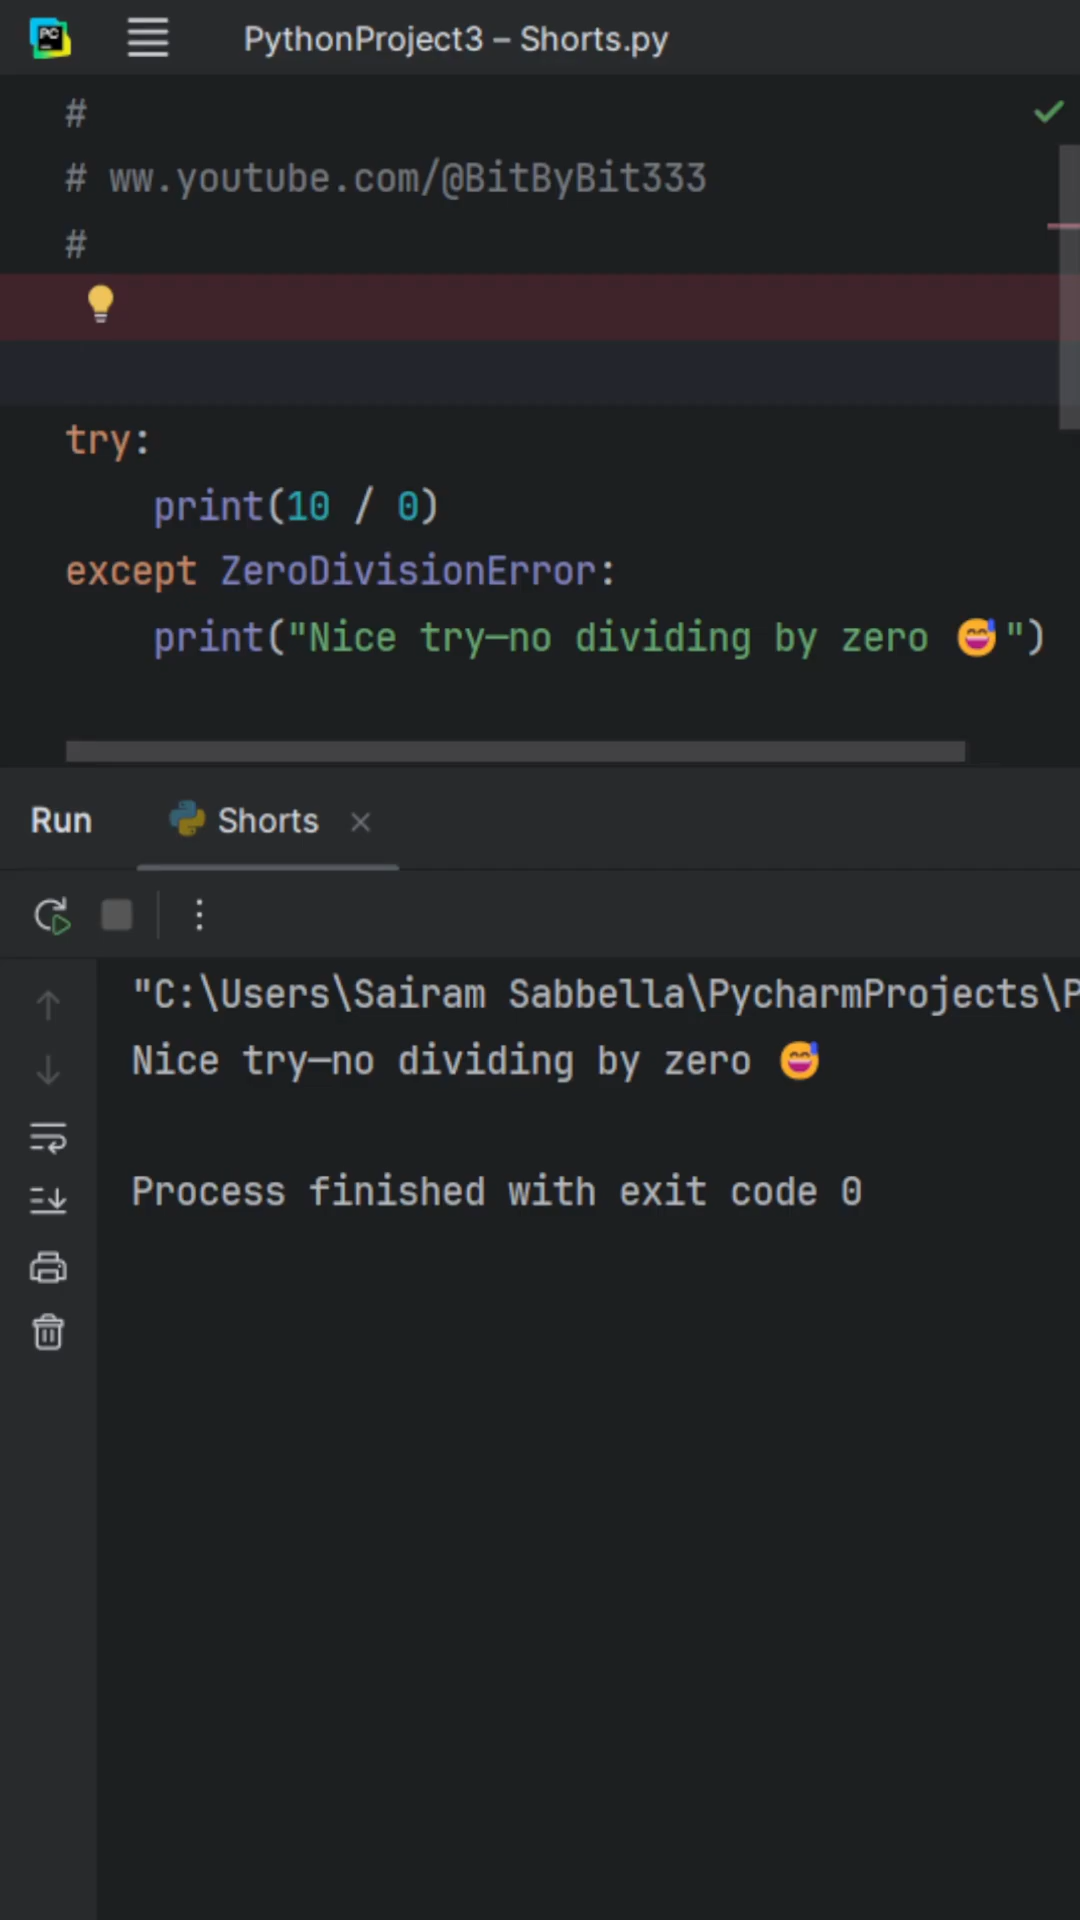 PC
PythonProject3 – Shorts.py
#
# ww.youtube.com/@BitByBit333
#
try:
    print(10 / 0)
except ZeroDivisionError:
    print("Nice try—no dividing by zero 😅")
Run
Shorts
"C:\Users\Sairam Sabbella\PycharmProjects\P
Nice try—no dividing by zero 😅
Process finished with exit code 0